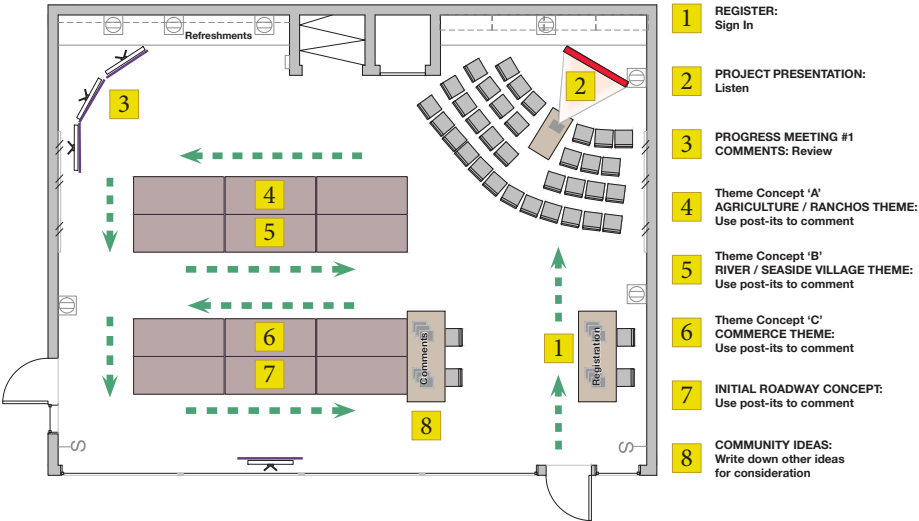 Refreshments
2
3
4
5
6
7
Comments
8
1
Registration
S
S
1
REGISTER:
Sign In
2
PROJECT PRESENTATION:
Listen
3
PROGRESS MEETING #1
COMMENTS: Review
4
Theme Concept ‘A’
AGRICULTURE / RANCHOS THEME:
Use post-its to comment
5
Theme Concept ‘B’
RIVER / SEASIDE VILLAGE THEME:
Use post-its to comment
6
Theme Concept ‘C’
COMMERCE THEME:
Use post-its to comment
7
INITIAL ROADWAY CONCEPT:
Use post-its to comment
8
COMMUNITY IDEAS:
Write down other ideas
for consideration